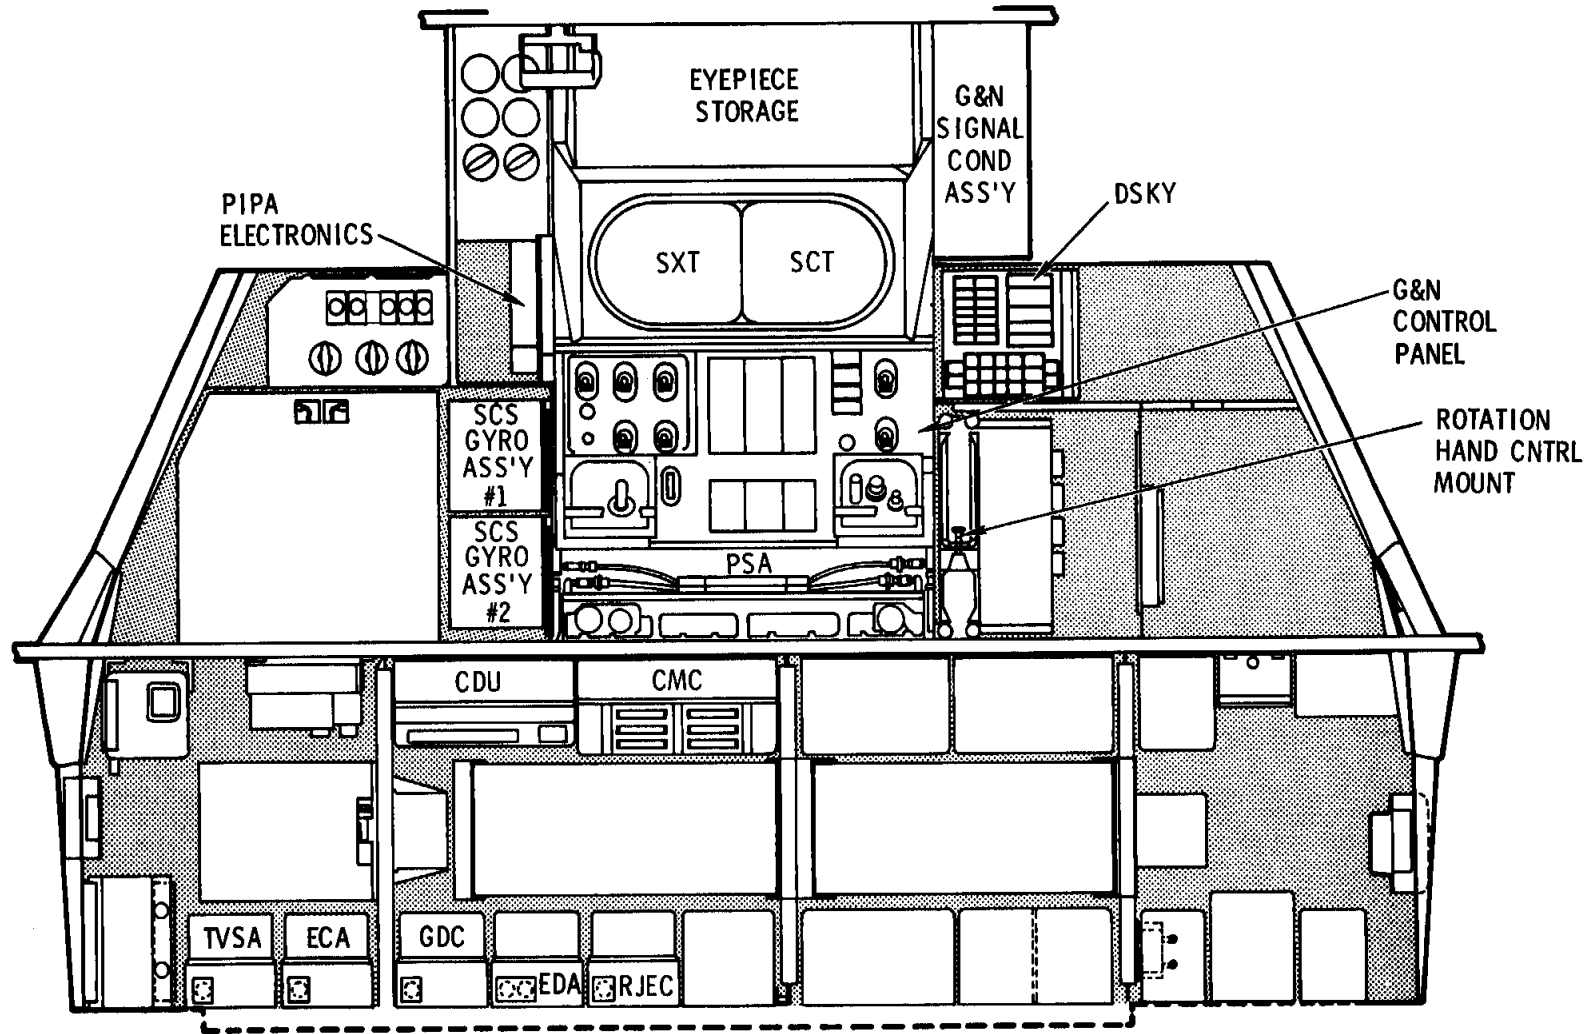 EYEPIECE
STORAGE
G&N
SIGNAL
COND
ASS'Y
DSKY
PIPA
ELECTRONICS
SXT
SCT
G&N
CONTROL
PANEL
ROTATION
HAND CNTRL
MOUNT
SCS
GYRO
ASS'Y
#1
SCS
GYRO
ASS'Y
#2
PSA
CDU
CMC
TVSA
ECA
GDC
EDA
RJEC